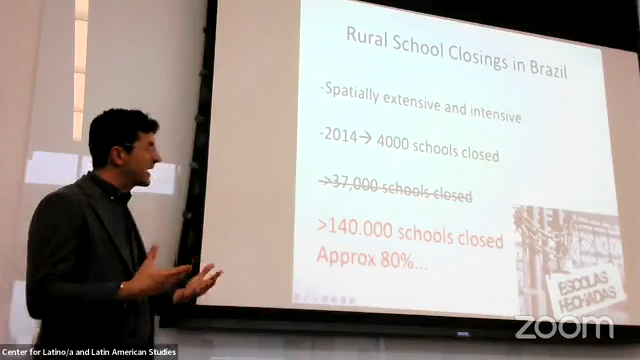 Rural School Closings in Brazil
-Spatially extensive and intensive
-2014→ 4000 schools closed
->37,000 schools closed
>140.000 schools closed
Approx 80%...
ESCOLAS
FECHADAS
zoom
Center for Latino/a and Latin American Studies